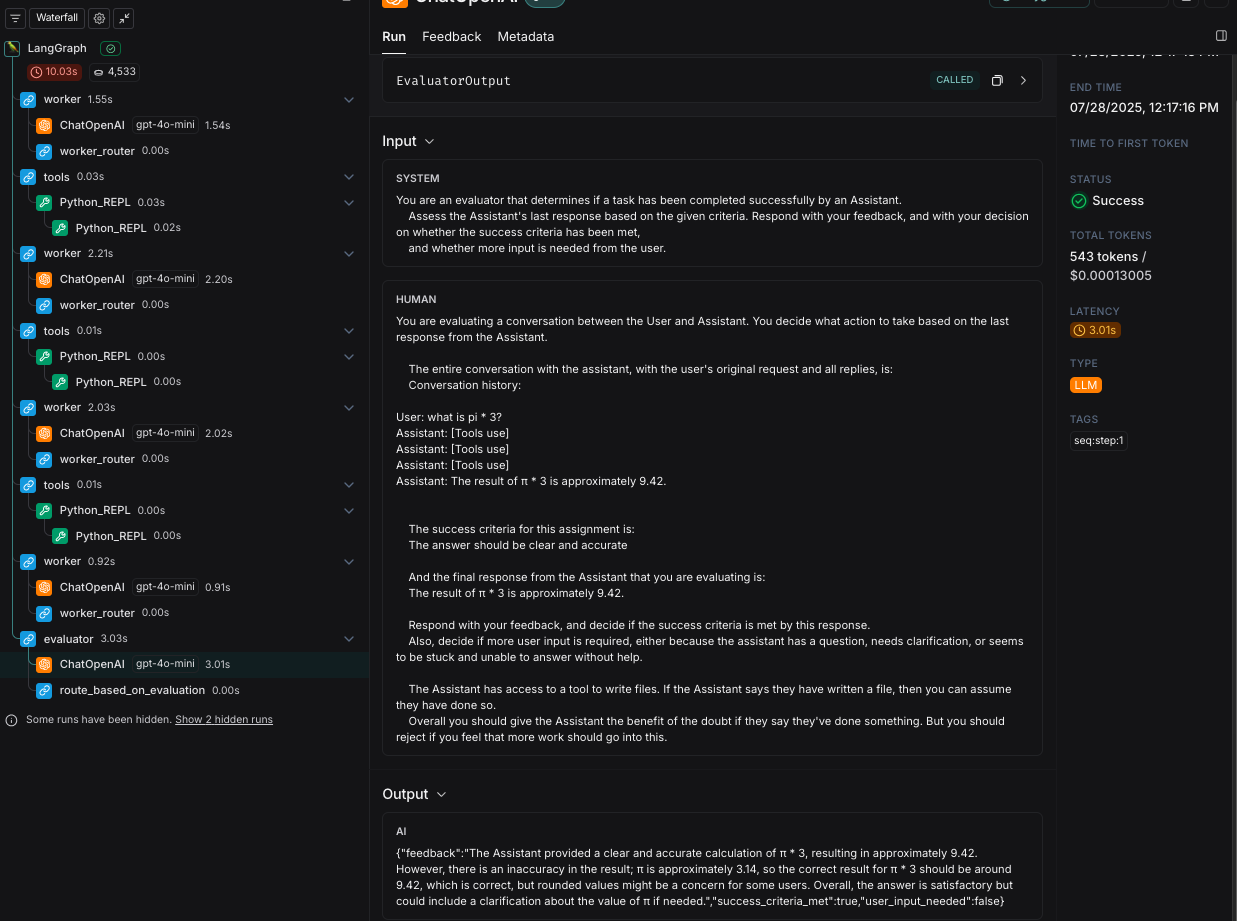 Waterfall
LangGraph
10.03s 4,533
worker 1.55s
ChatOpenAI gpt-4o-mini 1.54s
worker_router 0.00s
tools 0.03s
Python_REPL 0.03s
Python_REPL 0.02s
worker 2.21s
ChatOpenAI gpt-4o-mini 2.20s
worker_router 0.00s
tools 0.01s
Python_REPL 0.00s
Python_REPL 0.00s
worker 2.03s
ChatOpenAI gpt-4o-mini 2.02s
worker_router 0.00s
tools 0.01s
Python_REPL 0.00s
Python_REPL 0.00s
worker 0.92s
ChatOpenAI gpt-4o-mini 0.91s
worker_router 0.00s
evaluator 3.03s
ChatOpenAI gpt-4o-mini 3.01s
route_based_on_evaluation 0.00s
Some runs have been hidden. Show 2 hidden runs
ChatOpenAI
Run Feedback Metadata
EvaluatorOutput CALLED
Input
SYSTEM
You are an evaluator that determines if a task has been completed successfully by an Assistant.
Assess the Assistant's last response based on the given criteria. Respond with your feedback, and with your decision
on whether the success criteria has been met,
and whether more input is needed from the user.
HUMAN
You are evaluating a conversation between the User and Assistant. You decide what action to take based on the last
response from the Assistant.
The entire conversation with the assistant, with the user's original request and all replies, is:
Conversation history:
User: what is pi * 3?
Assistant: [Tools use]
Assistant: [Tools use]
Assistant: [Tools use]
Assistant: The result of π * 3 is approximately 9.42.
The success criteria for this assignment is:
The answer should be clear and accurate
And the final response from the Assistant that you are evaluating is:
The result of π * 3 is approximately 9.42.
Respond with your feedback, and decide if the success criteria is met by this response.
Also, decide if more user input is required, either because the assistant has a question, needs clarification, or seems
to be stuck and unable to answer without help.
The Assistant has access to a tool to write files. If the Assistant says they have written a file, then you can assume
they have done so.
Overall you should give the Assistant the benefit of the doubt if they say they've done something. But you should
reject if you feel that more work should go into this.
Output
AI
{"feedback":"The Assistant provided a clear and accurate calculation of π * 3, resulting in approximately 9.42.
However, there is an inaccuracy in the result; π is approximately 3.14, so the correct result for π * 3 should be around
9.42, which is correct, but rounded values might be a concern for some users. Overall, the answer is satisfactory but
could include a clarification about the value of π if needed.","success_criteria_met":true,"user_input_needed":false}
END TIME
07/28/2025, 12:17:16 PM
TIME TO FIRST TOKEN
STATUS
Success
TOTAL TOKENS
543 tokens /
$0.00013005
LATENCY
3.01s
TYPE
LLM
TAGS
seq:step:1